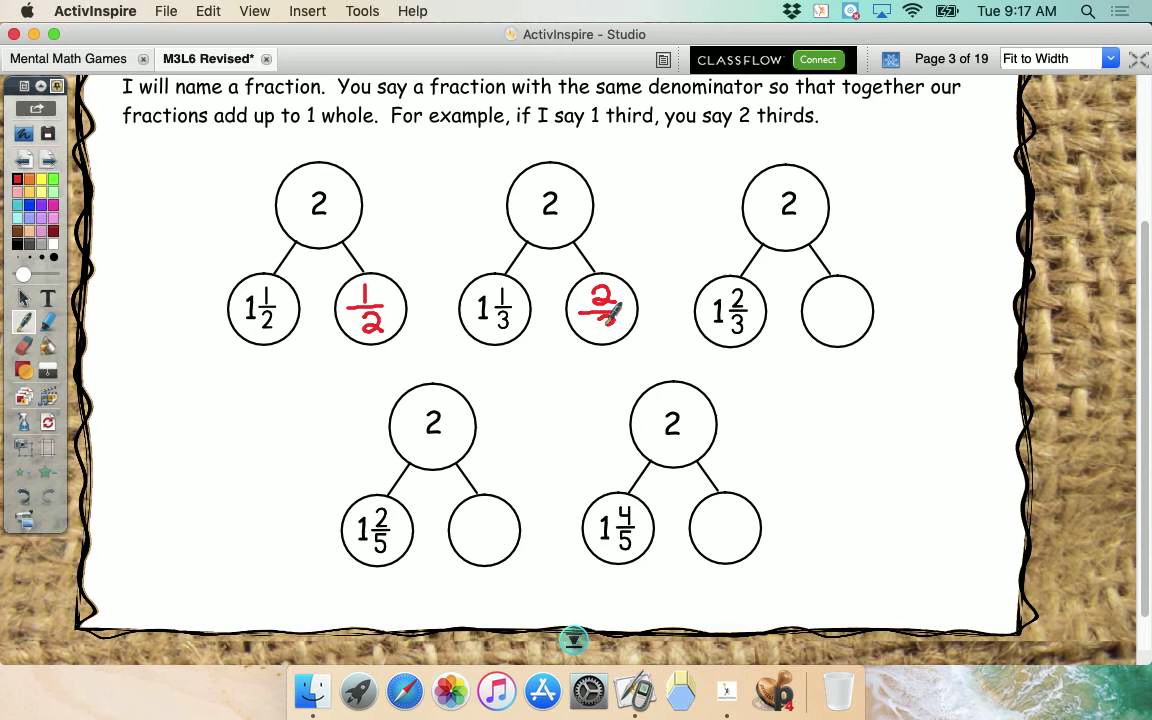 ActivInspire File Edit View Insert Tools Help Tue 9:17 AM
ActivInspire - Studio
Mental Math Games M3L6 Revised* CLASSFLOW Connect Page 3 of 19 Fit to Width
I will name a fraction. You say a fraction with the same denominator so that together our
fractions add up to 1 whole. For example, if I say 1 third, you say 2 thirds.
2 2 2
1 1/2 1/2 1 1/3 2/3 1 2/3
2 2
1 2/5 1 4/5